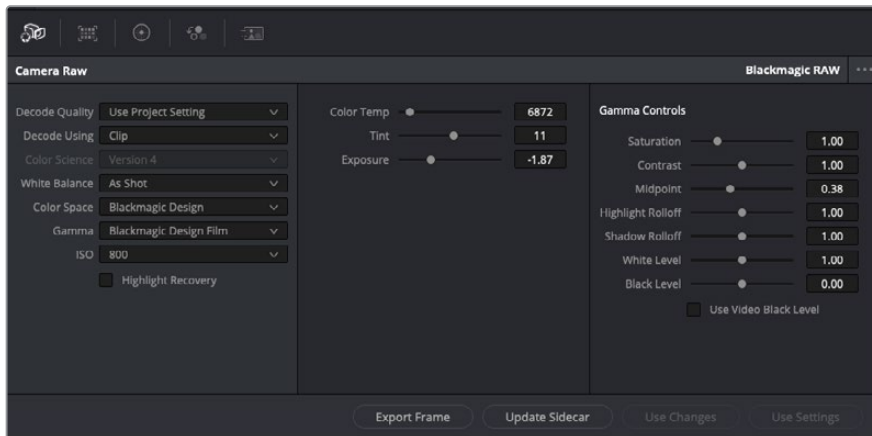 Camera Raw
Blackmagic RAW
Decode Quality Use Project Setting
Decode Using Clip
Color Science Version 4
White Balance As Shot
Color Space Blackmagic Design
Gamma Blackmagic Design Film
ISO 800
Highlight Recovery
Color Temp 6872
Tint 11
Exposure -1.87
Gamma Controls
Saturation 1.00
Contrast 1.00
Midpoint 0.38
Highlight Rolloff 1.00
Shadow Rolloff 1.00
White Level 1.00
Black Level 0.00
Use Video Black Level
Export Frame
Update Sidecar
Use Changes
Use Settings